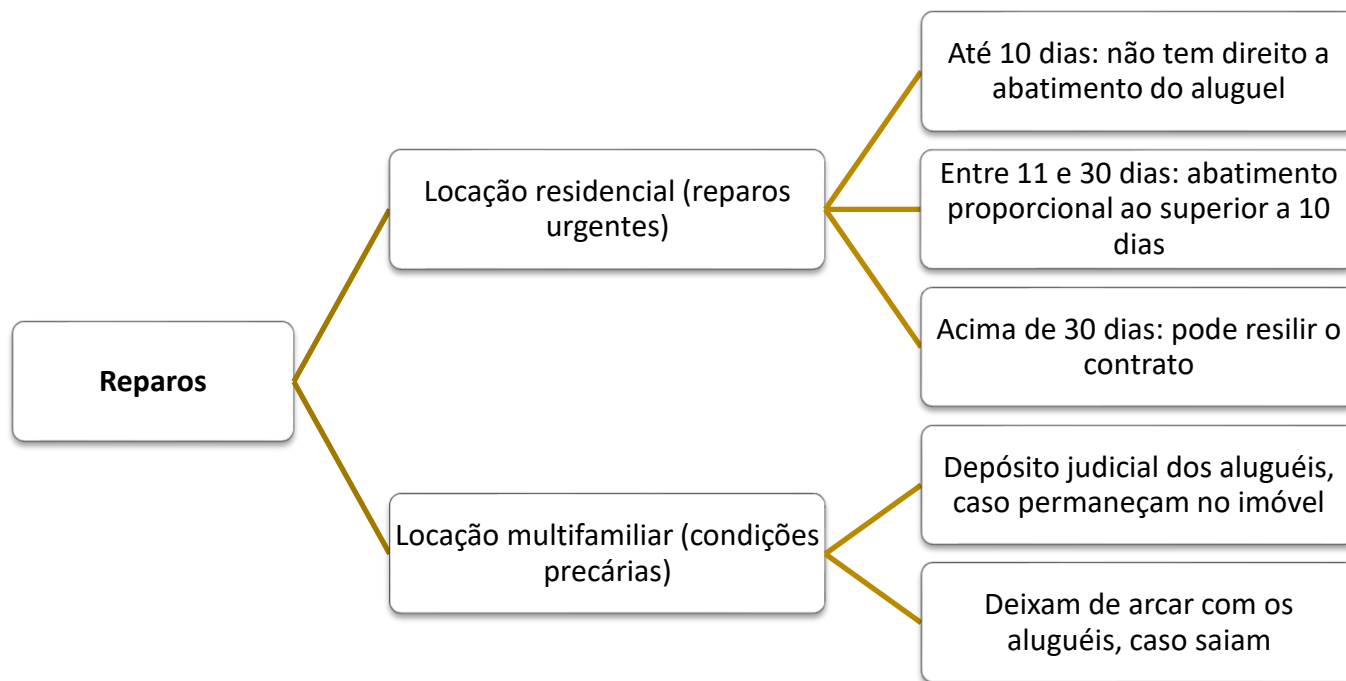 Reparos
Locação residencial (reparos
urgentes)
Até 10 dias: não tem direito a
abatimento do aluguel
Entre 11 e 30 dias: abatimento
proporcional ao superior a 10
dias
Acima de 30 dias: pode resilir o
contrato
Locação multifamiliar (condições
precárias)
Depósito judicial dos aluguéis,
caso permaneçam no imóvel
Deixam de arcar com os
aluguéis, caso saiam